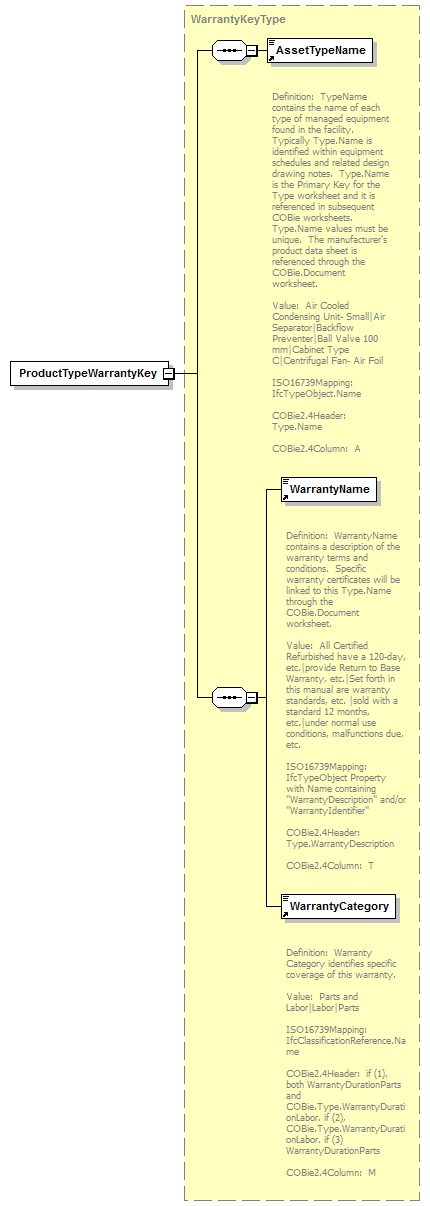 WarrantyKeyType
AssetTypeName
Definition:  TypeName
contains the name of each
type of managed equipment
found in the facility.
Typically Type.Name is
identified within equipment
schedules and related design
drawing notes.  Type.Name
is the Primary Key for the
Type worksheet and it is
referenced in subsequent
COBie worksheets.
Type.Name values must be
unique.  The manufacturer's
product data sheet is
referenced through the
COBie.Document
worksheet.
Value:  Air Cooled
Condensing Unit- Small|Air
Separator|Backflow
Preventer|Ball Valve 100
mm|Cabinet Type
C|Centrifugal Fan- Air Foil
ISO16739Mapping:
IfcTypeObject.Name
COBie2.4Header:
Type.Name
COBie2.4Column:  A
ProductTypeWarrantyKey
WarrantyName
Definition:  WarrantyName
contains a description of the
warranty terms and
conditions.  Specific
warranty certificates will be
linked to this Type.Name
through the
COBie.Document
worksheet.
Value:  All Certified
Refurbished have a 120-day,
etc.|provide Return to Base
Warranty, etc.|Set forth in
this manual are warranty
standards, etc. |sold with a
standard 12 months,
etc.|under normal use
conditions, malfunctions due,
etc.
ISO16739Mapping:
IfcTypeObject Property
with Name containing
"WarrantyDescription" and/or
"WarrantyIdentifier"
COBie2.4Header:
Type.WarrantyDescription
COBie2.4Column:  T
WarrantyCategory
Definition:  Warranty
Category identifies specific
coverage of this warranty.
Value:  Parts and
Labor|Labor|Parts
ISO16739Mapping:
IfcClassificationReference.Na
me
COBie2.4Header:  if (1),
both WarrantyDurationParts
and
COBie.Type.WarrantyDurati
onLabor. if (2),
COBie.Type.WarrantyDurati
onLabor. if (3)
WarrantyDurationParts
COBie2.4Column:  M